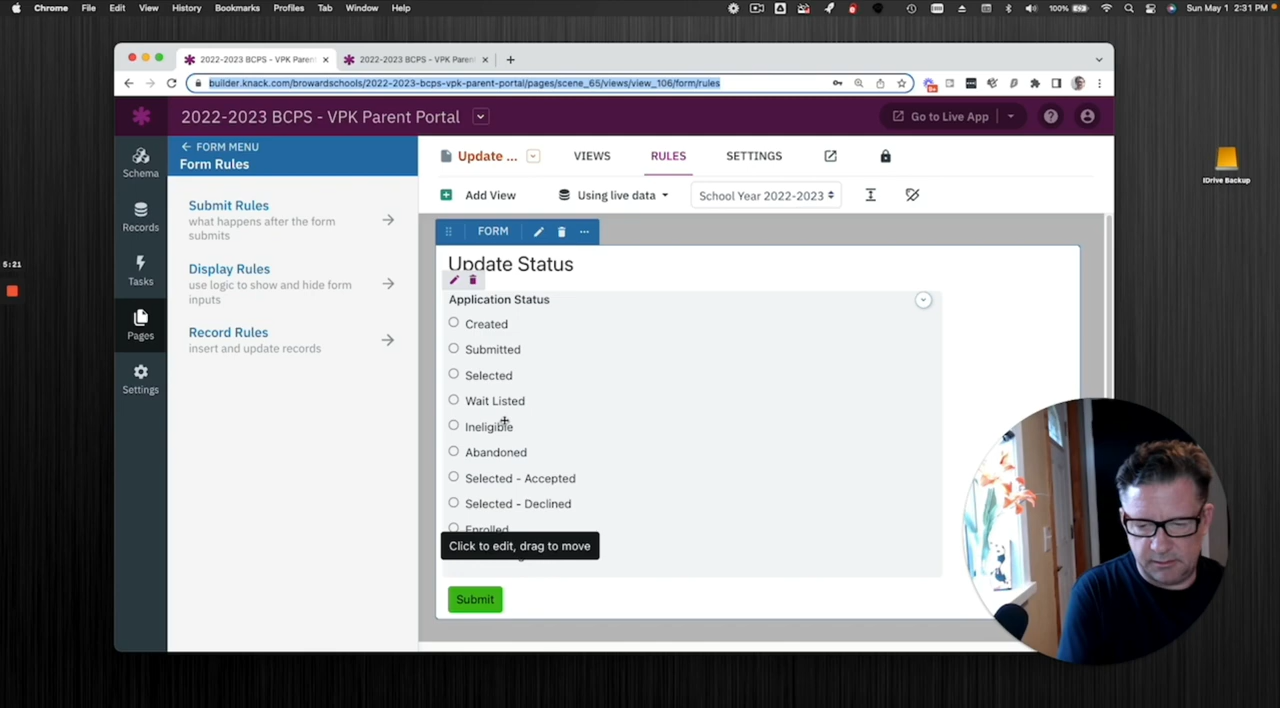 Chrome File Edit View History Bookmarks Profiles Tab Window Help 100% Sun May 1 2:31 PM
2022-2023 BCPS - VPK Parent 2022-2023 BCPS - VPK Parent
builder.knack.com/browardschools/2022-2023-bcps-vpk-parent-portal/pages/scene_65/views/view_106/form/rules
2022-2023 BCPS - VPK Parent Portal Go to Live App
FORM MENU
Form Rules
Schema
Records
Tasks
Pages
Settings
Submit Rules
what happens after the form
submits
Display Rules
use logic to show and hide form
inputs
Record Rules
insert and update records
Update ... VIEWS RULES SETTINGS
Add View Using live data School Year 2022-2023
FORM
Update Status
Application Status
Created
Submitted
Selected
Wait Listed
Ineligible
Abandoned
Selected - Accepted
Selected - Declined
Enrolled
Click to edit, drag to move
Submit
5:21
IDrive Backup